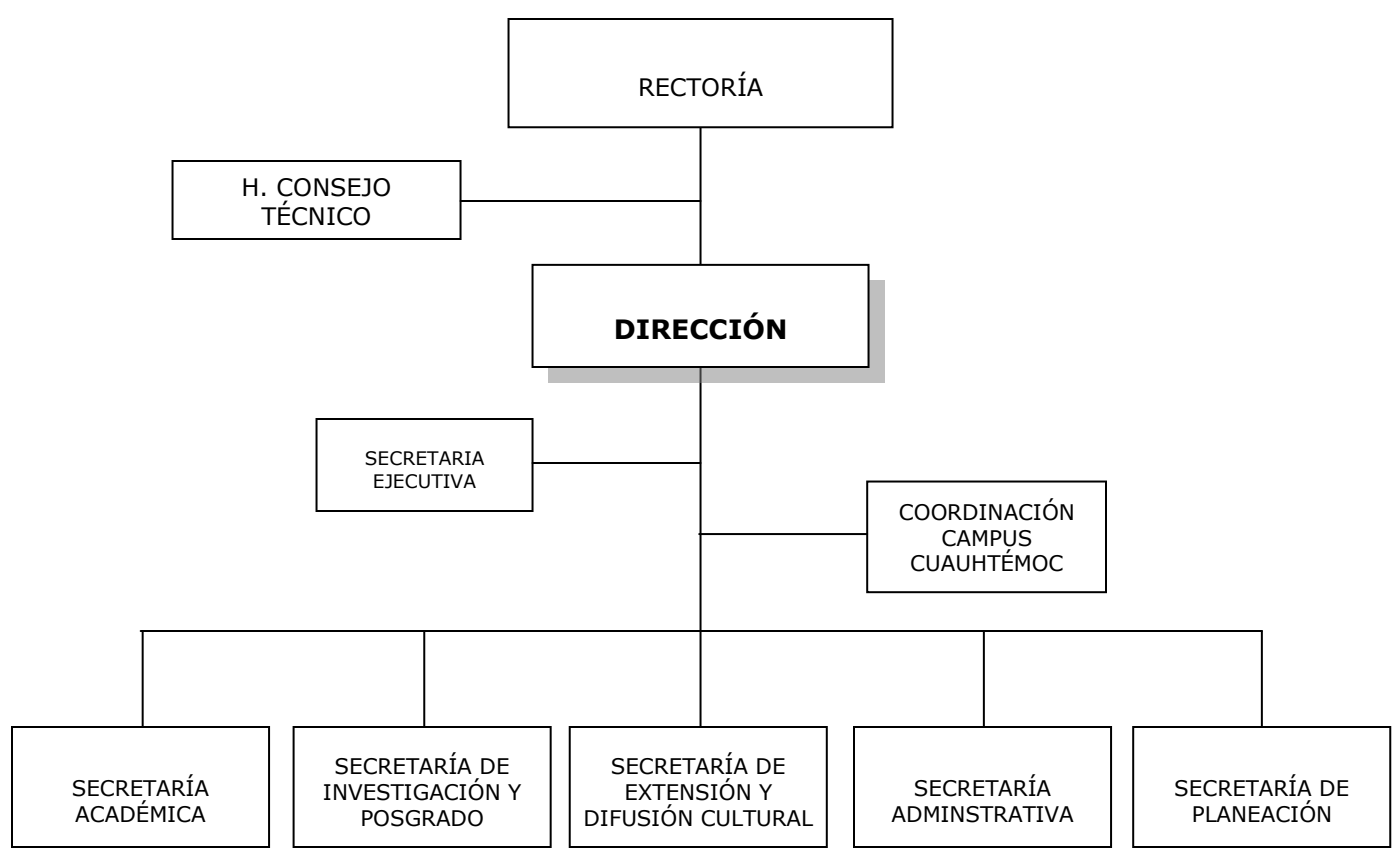 RECTORÍA
H. CONSEJO
TÉCNICO
DIRECCIÓN
SECRETARIA
EJECUTIVA
COORDINACIÓN
CAMPUS
CUAUHTÉMOC
SECRETARÍA
ACADÉMICA
SECRETARÍA DE
INVESTIGACIÓN Y
POSGRADO
SECRETARÍA DE
EXTENSIÓN Y
DIFUSIÓN CULTURAL
SECRETARÍA
ADMINSTRATIVA
SECRETARÍA DE
PLANEACIÓN